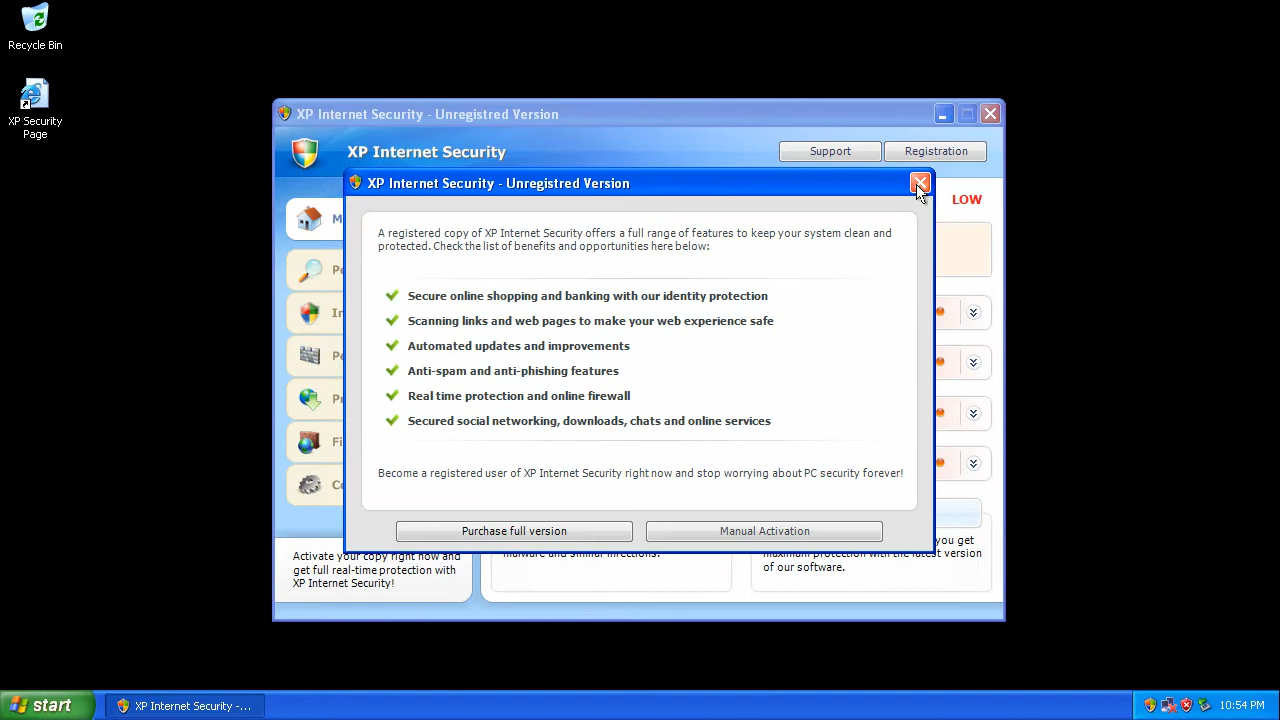 Recycle Bin
XP Security
Page
XP Internet Security - Unregistred Version
XP Internet Security
Support
Registration
XP Internet Security - Unregistred Version
LOW
A registered copy of XP Internet Security offers a full range of features to keep your system clean and
protected. Check the list of benefits and opportunities here below:
Secure online shopping and banking with our identity protection
Scanning links and web pages to make your web experience safe
Automated updates and improvements
Anti-spam and anti-phishing features
Real time protection and online firewall
Secured social networking, downloads, chats and online services
Become a registered user of XP Internet Security right now and stop worrying about PC security forever!
Purchase full version
Manual Activation
Activate your copy right now and
get full real-time protection with
XP Internet Security!
malware and similar infections.
you get
maximum protection with the latest version
of our software.
start
XP Internet Security -...
10:54 PM